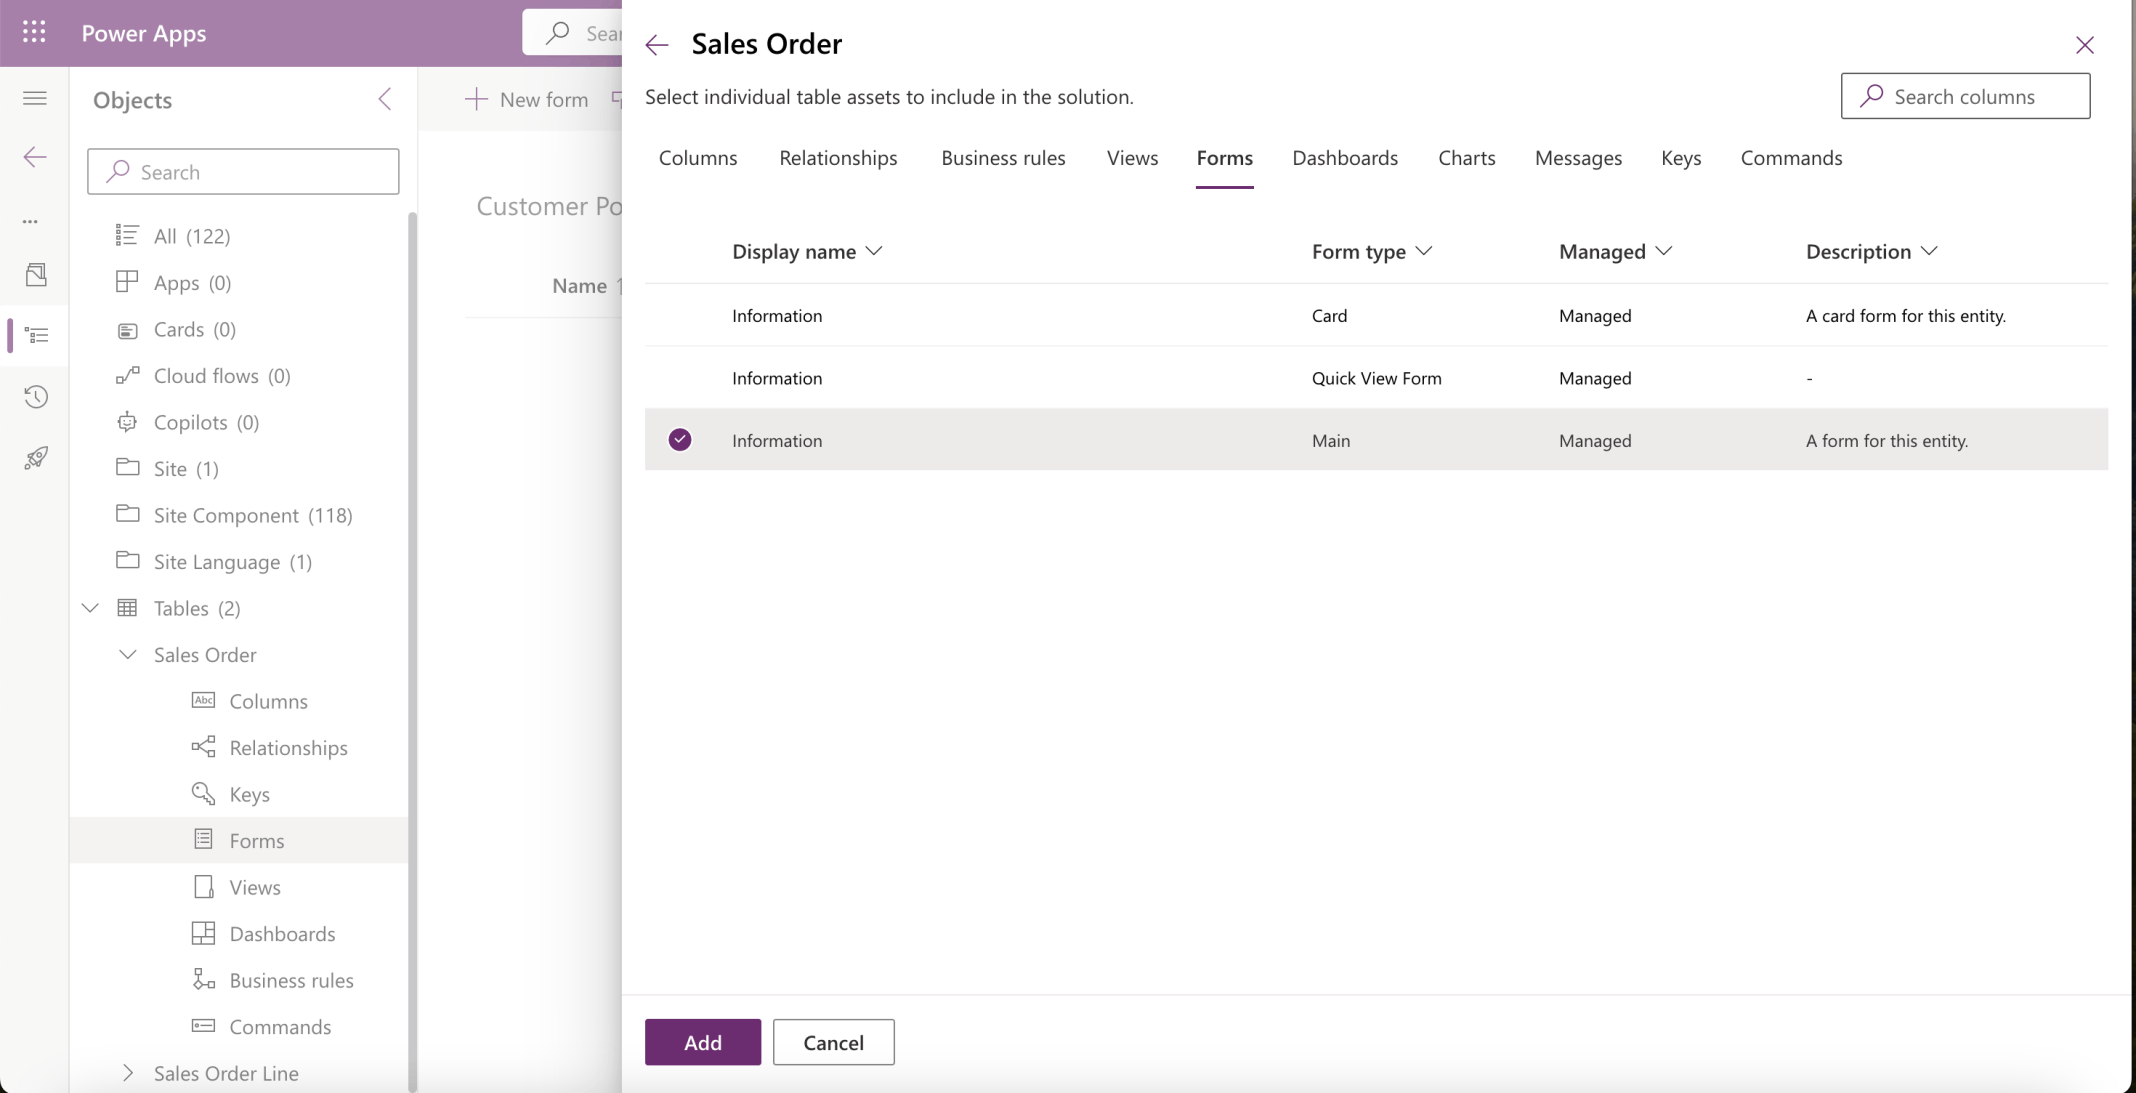 Power Apps
Sear
Objects
Search
All (122)
Apps (0)
Cards (0)
Cloud flows (0)
Copilots (0)
Site (1)
Site Component (118)
Site Language (1)
Tables (2)
Sales Order
Abc Columns
Relationships
Keys
Forms
Views
Dashboards
Business rules
Commands
Sales Order Line
New form
Customer Po
Name
Sales Order
Select individual table assets to include in the solution.
Search columns
Columns Relationships Business rules Views Forms Dashboards Charts Messages Keys Commands
Display name Form type Managed Description
Information Card Managed A card form for this entity.
Information Quick View Form Managed -
Information Main Managed A form for this entity.
Add Cancel